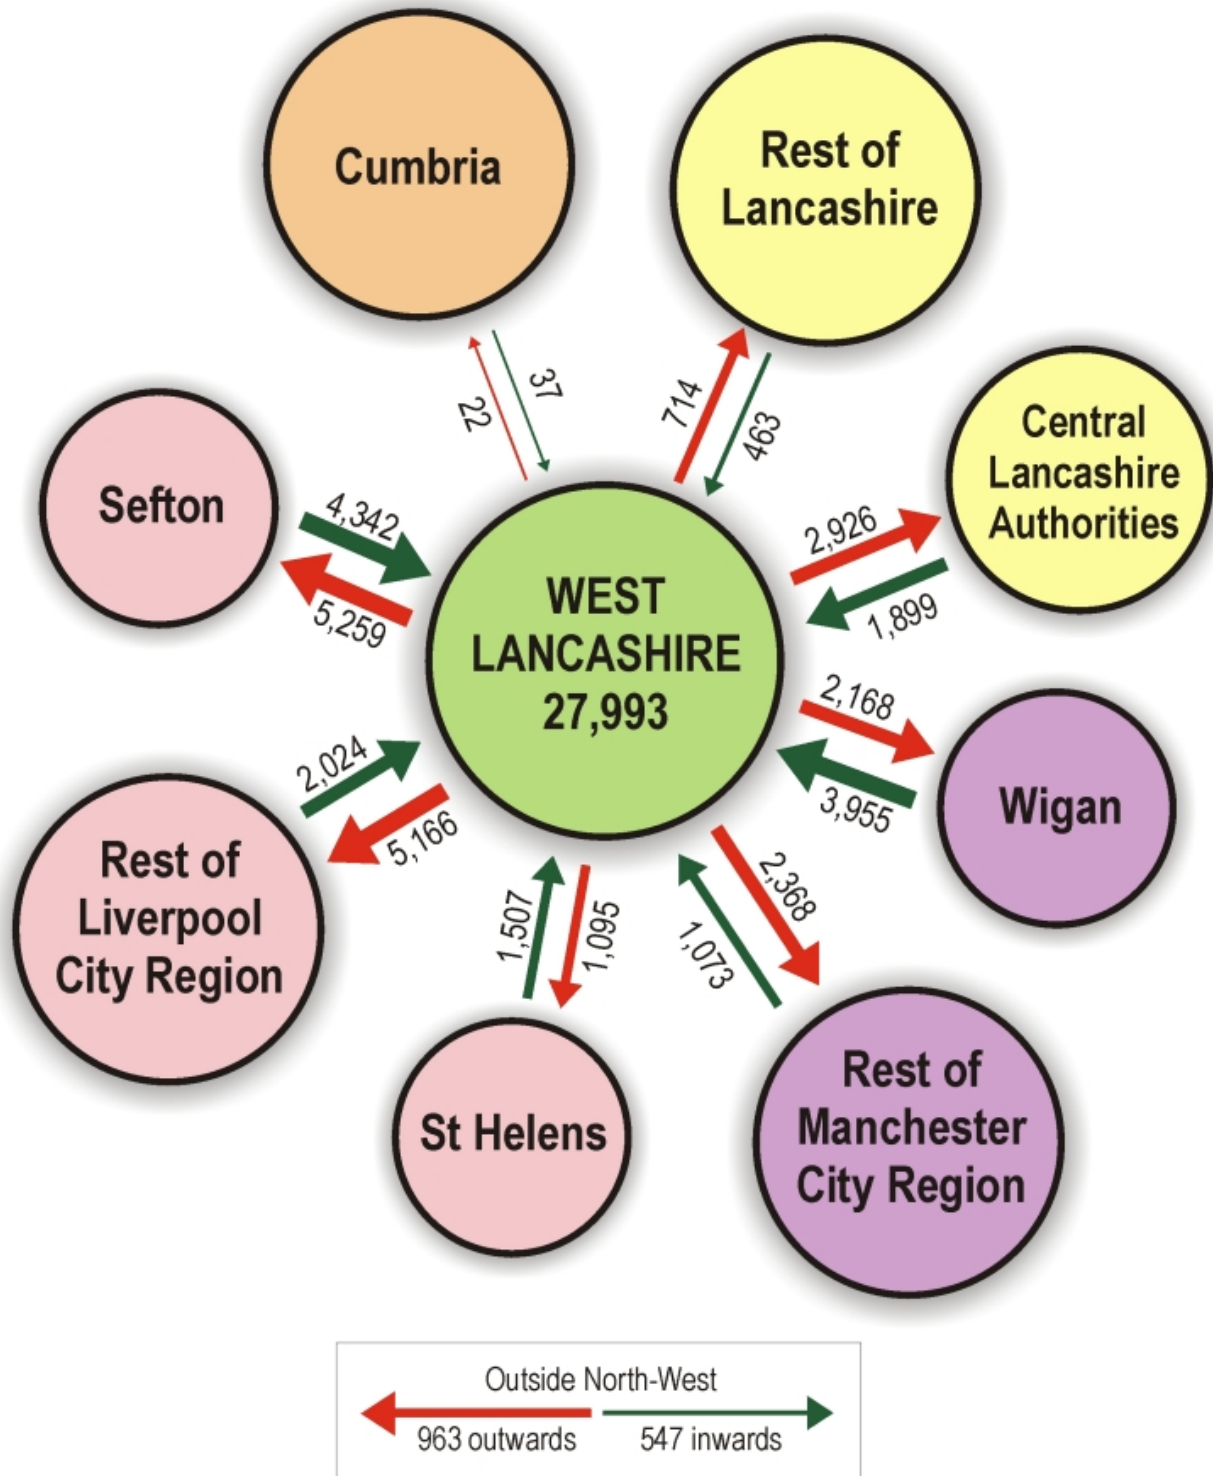 Cumbria
Rest of
Lancashire
37
22
714
463
Central
Lancashire
Authorities
Sefton
4,342
5,259
2,926
1,899
WEST
LANCASHIRE
27,993
2,168
3,955
Wigan
2,024
5,166
Rest of
Liverpool
City Region
1,507
1,095
2,368
1,073
St Helens
Rest of
Manchester
City Region
Outside North-West
963 outwards
547 inwards